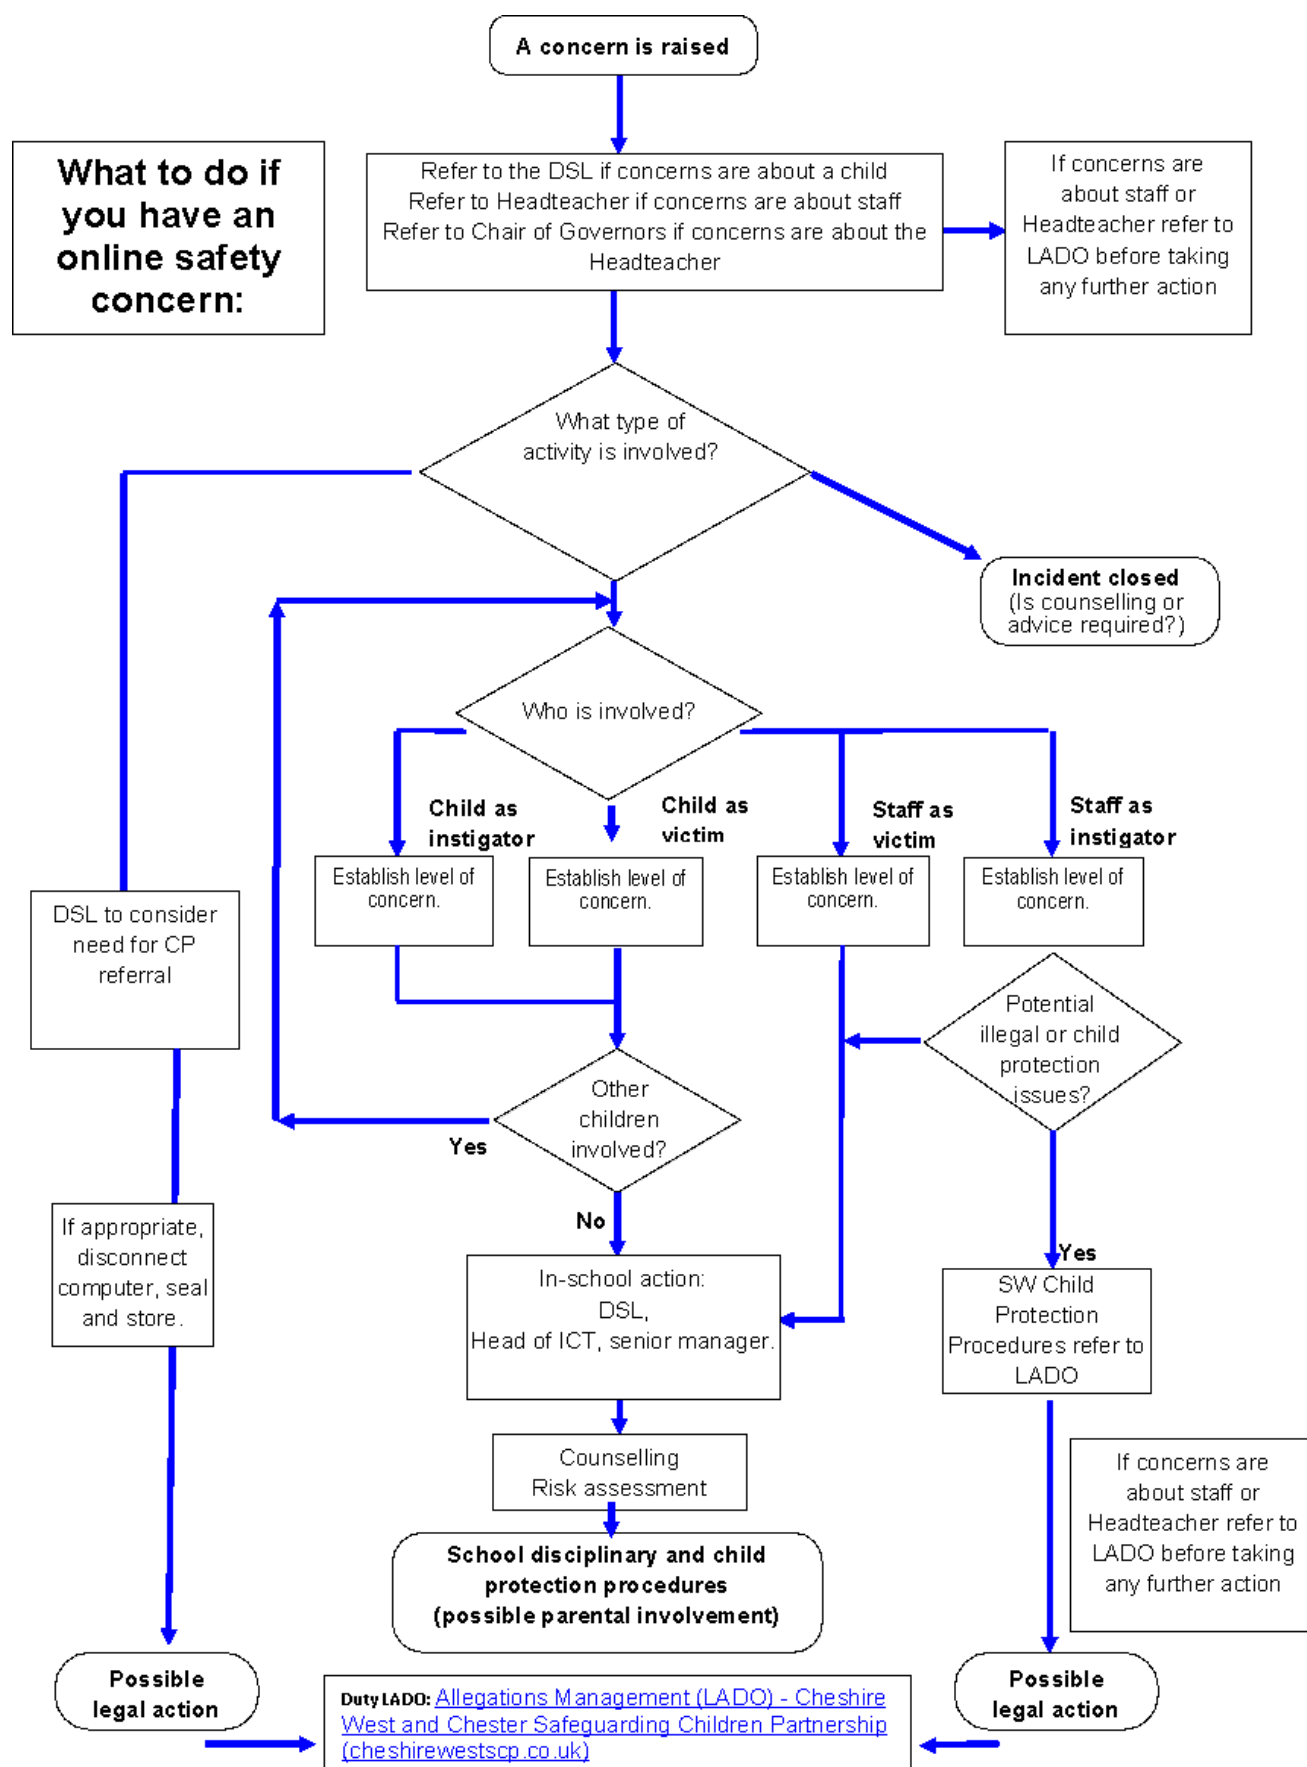 A concern is raised
What to do if
you have an
online safety
concern:
Refer to the DSL if concerns are about a child
Refer to Headteacher if concerns are about staff
Refer to Chair of Governors if concerns are about the
Headteacher
If concerns are
about staff or
Headteacher refer to
LADO before taking
any further action
What type of
activity is involved?
Incident closed
(Is counselling or
advice required?)
Who is involved?
Child as
instigator
Child as
victim
Staff as
victim
Staff as
instigator
Establish level of
concern.
Establish level of
concern.
Establish level of
concern.
Establish level of
concern.
DSL to consider
need for CP
referral
Potential
illegal or child
protection
issues?
Other
children
involved?
Yes
No
If appropriate,
disconnect
computer, seal
and store.
In-school action:
DSL,
Head of ICT, senior manager.
Yes
SW Child
Protection
Procedures refer to
LADO
Counselling
Risk assessment
If concerns are
about staff or
Headteacher refer to
LADO before taking
any further action
School disciplinary and child
protection procedures
(possible parental involvement)
Possible
legal action
Duty LADO: Allegations Management (LADO) - Cheshire
West and Chester Safeguarding Children Partnership
(cheshirewestscp.co.uk)
Possible
legal action